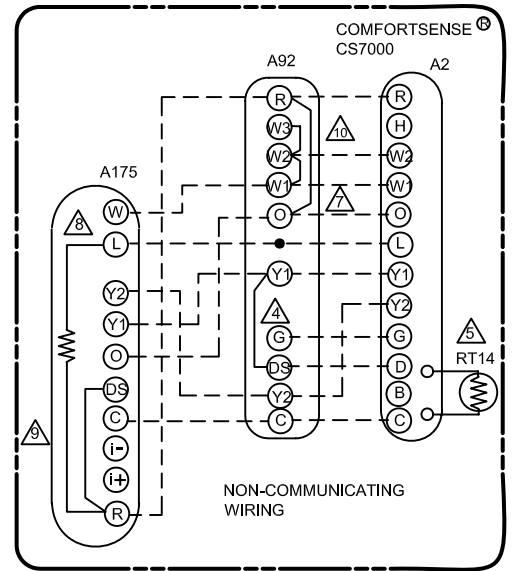 COMFORTSENSE ®
CS7000
A92
A2
R
R
W3
H
10
W2
W2
A175
W1
W1
7
W
O
O
8
L
L
Y1
Y1
Y2
Y2
4
Y1
G
G
5
RT14
O
DS
D
DS
Y2
B
C
C
C
9
i-
i+
R
NON-COMMUNICATING
WIRING